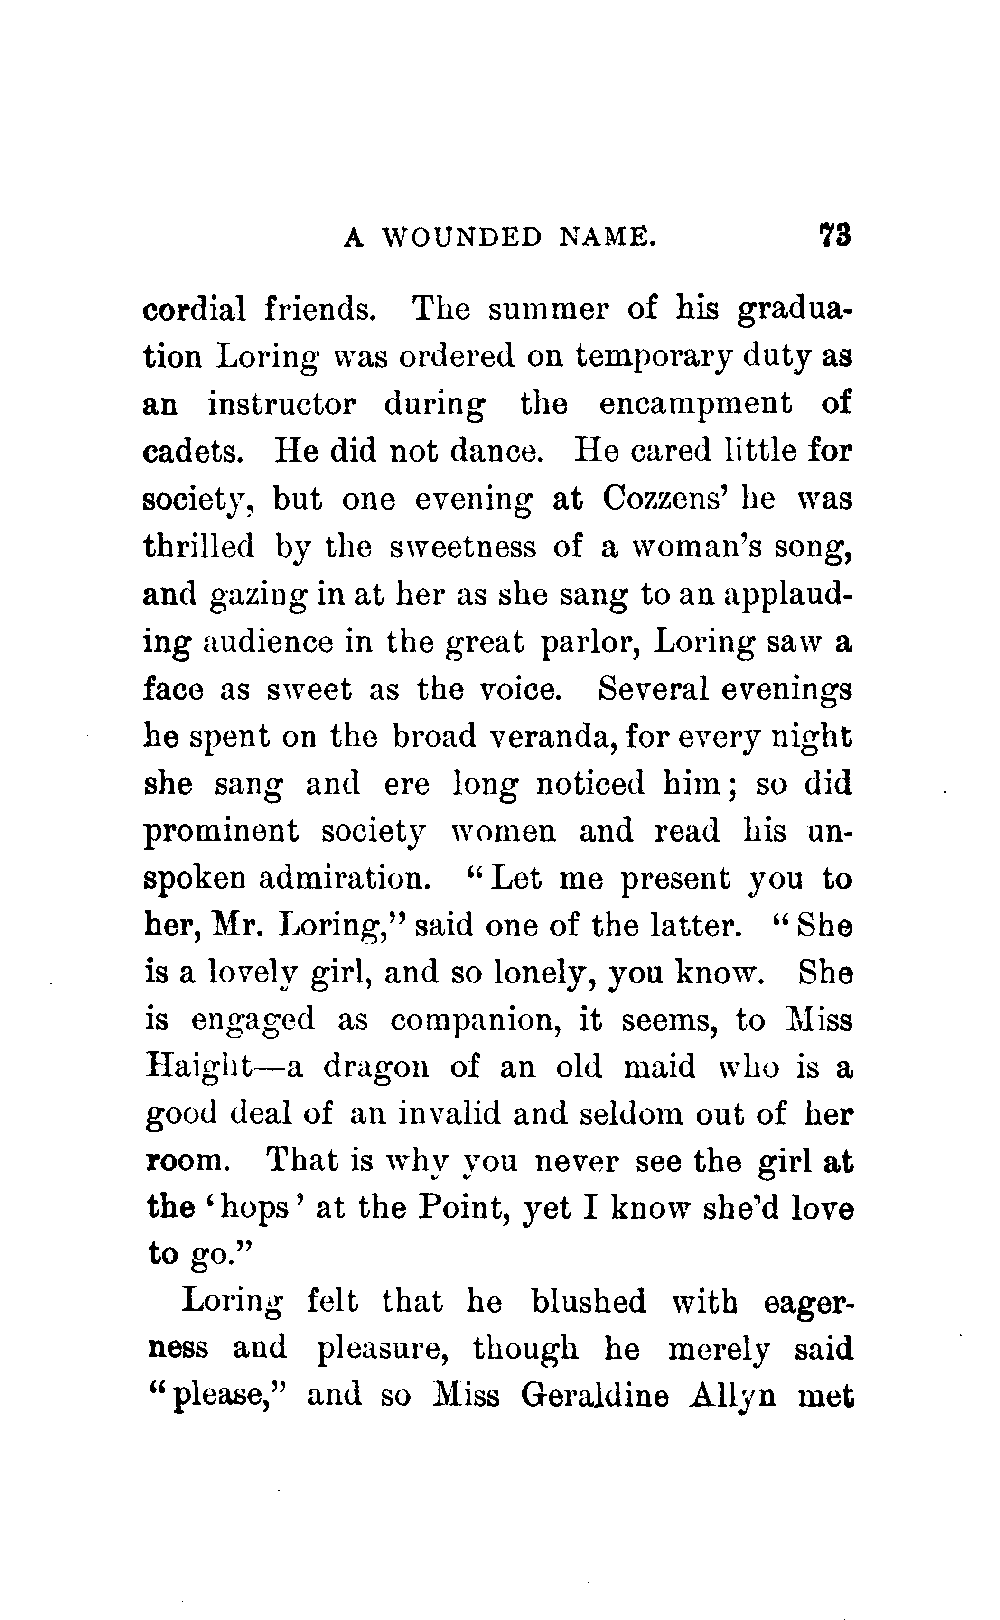 A WOUNDED NAME. 73
cordial friends. The summer of his gradua-
tion Loring was ordered on temporary duty as
an instructor during the encampment of
cadets. He did not dance. He cared little for
society, but one evening at Cozzens’ he was
thrilled by the sweetness of a woman’s song,
and gazing in at her as she sang to an applaud-
ing audience in the great parlor, Loring saw a
face as sweet as the voice. Several evenings
he spent on the broad veranda, for every night
she sang and ere long noticed him; so did
prominent society women and read his un-
spoken admiration. “Let me present you to
her, Mr. Loring,” said one of the latter. “She
is a lovely girl, and so lonely, you know. She
is engaged as companion, it seems, to Miss
Haight—a dragon of an old maid who is a
good deal of an invalid and seldom out of her
room. That is why you never see the girl at
the ‘hops’ at the Point, yet I know she’d love
to go.”
Loring felt that he blushed with eager-
ness and pleasure, though he merely said
“please,” and so Miss Geraldine Allyn met